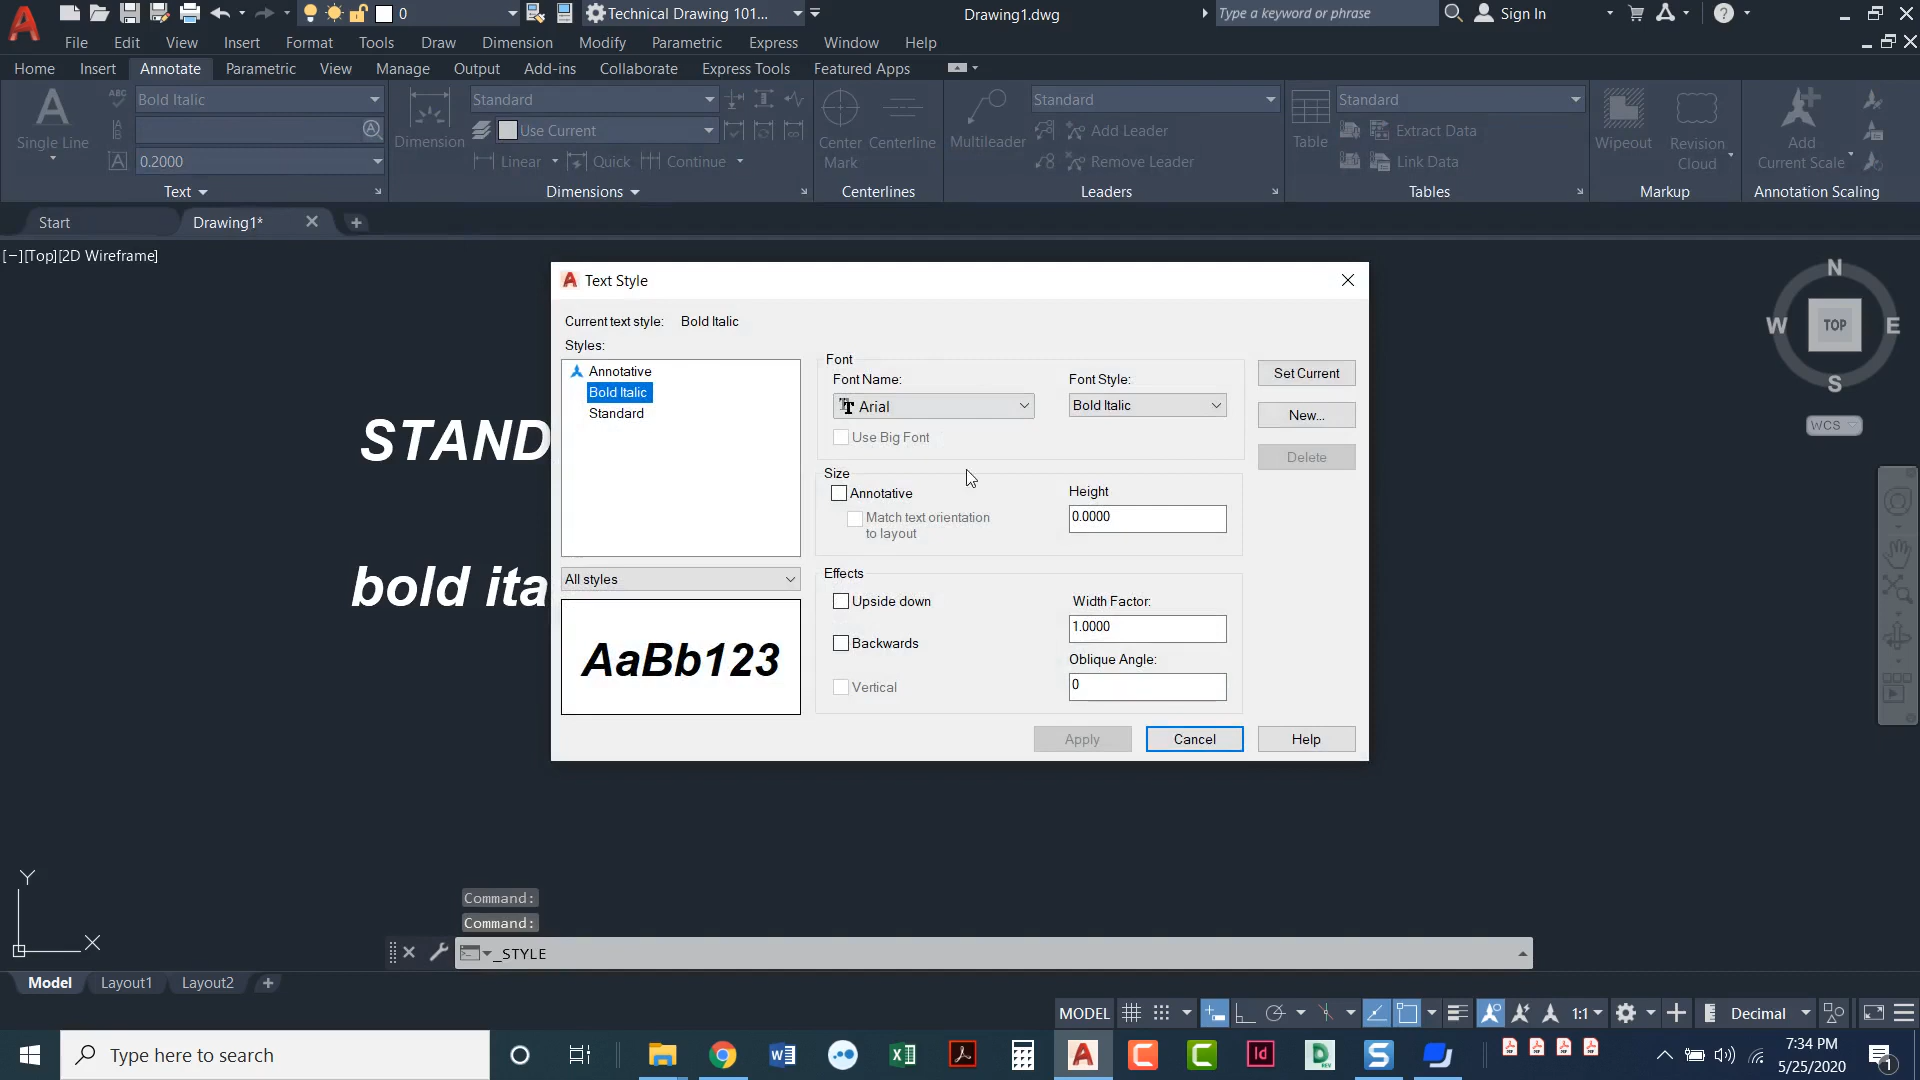 0
Technical Drawing 101...
Drawing1.dwg
Type a keyword or phrase
Sign In
File Edit View Insert Format Tools Draw Dimension Modify Parametric Express Window Help
Home Insert Annotate Parametric View Manage Output Add-ins Collaborate Express Tools Featured Apps
A Single Line
ABC
Bold Italic
0.2000
Text
Dimension
Standard
Use Current
Linear Quick Continue
Dimensions
Center Mark
Centerline
Centerlines
Multileader
Standard
Add Leader
Remove Leader
Leaders
Table
Standard
Extract Data
Link Data
Tables
Wipeout
Revision Cloud
Markup
Add Current Scale
Annotation Scaling
Start
Drawing1*
[−][Top][2D Wireframe]
STAND
bold ita
Text Style
Current text style: Bold Italic
Styles:
Annotative
Bold Italic
Standard
All styles
AaBb123
Font
Font Name:
Arial
Font Style:
Bold Italic
Use Big Font
Size
Annotative
Match text orientation
to layout
Height
0.0000
Effects
Upside down
Backwards
Vertical
Width Factor:
1.0000
Oblique Angle:
0
Set Current
New...
Delete
Apply
Cancel
Help
N
W TOP E
S
WCS
Y
X
Command:
Command:
_STYLE
Model Layout1 Layout2
MODEL
1:1
Decimal
Type here to search
7:34 PM
5/25/2020
1